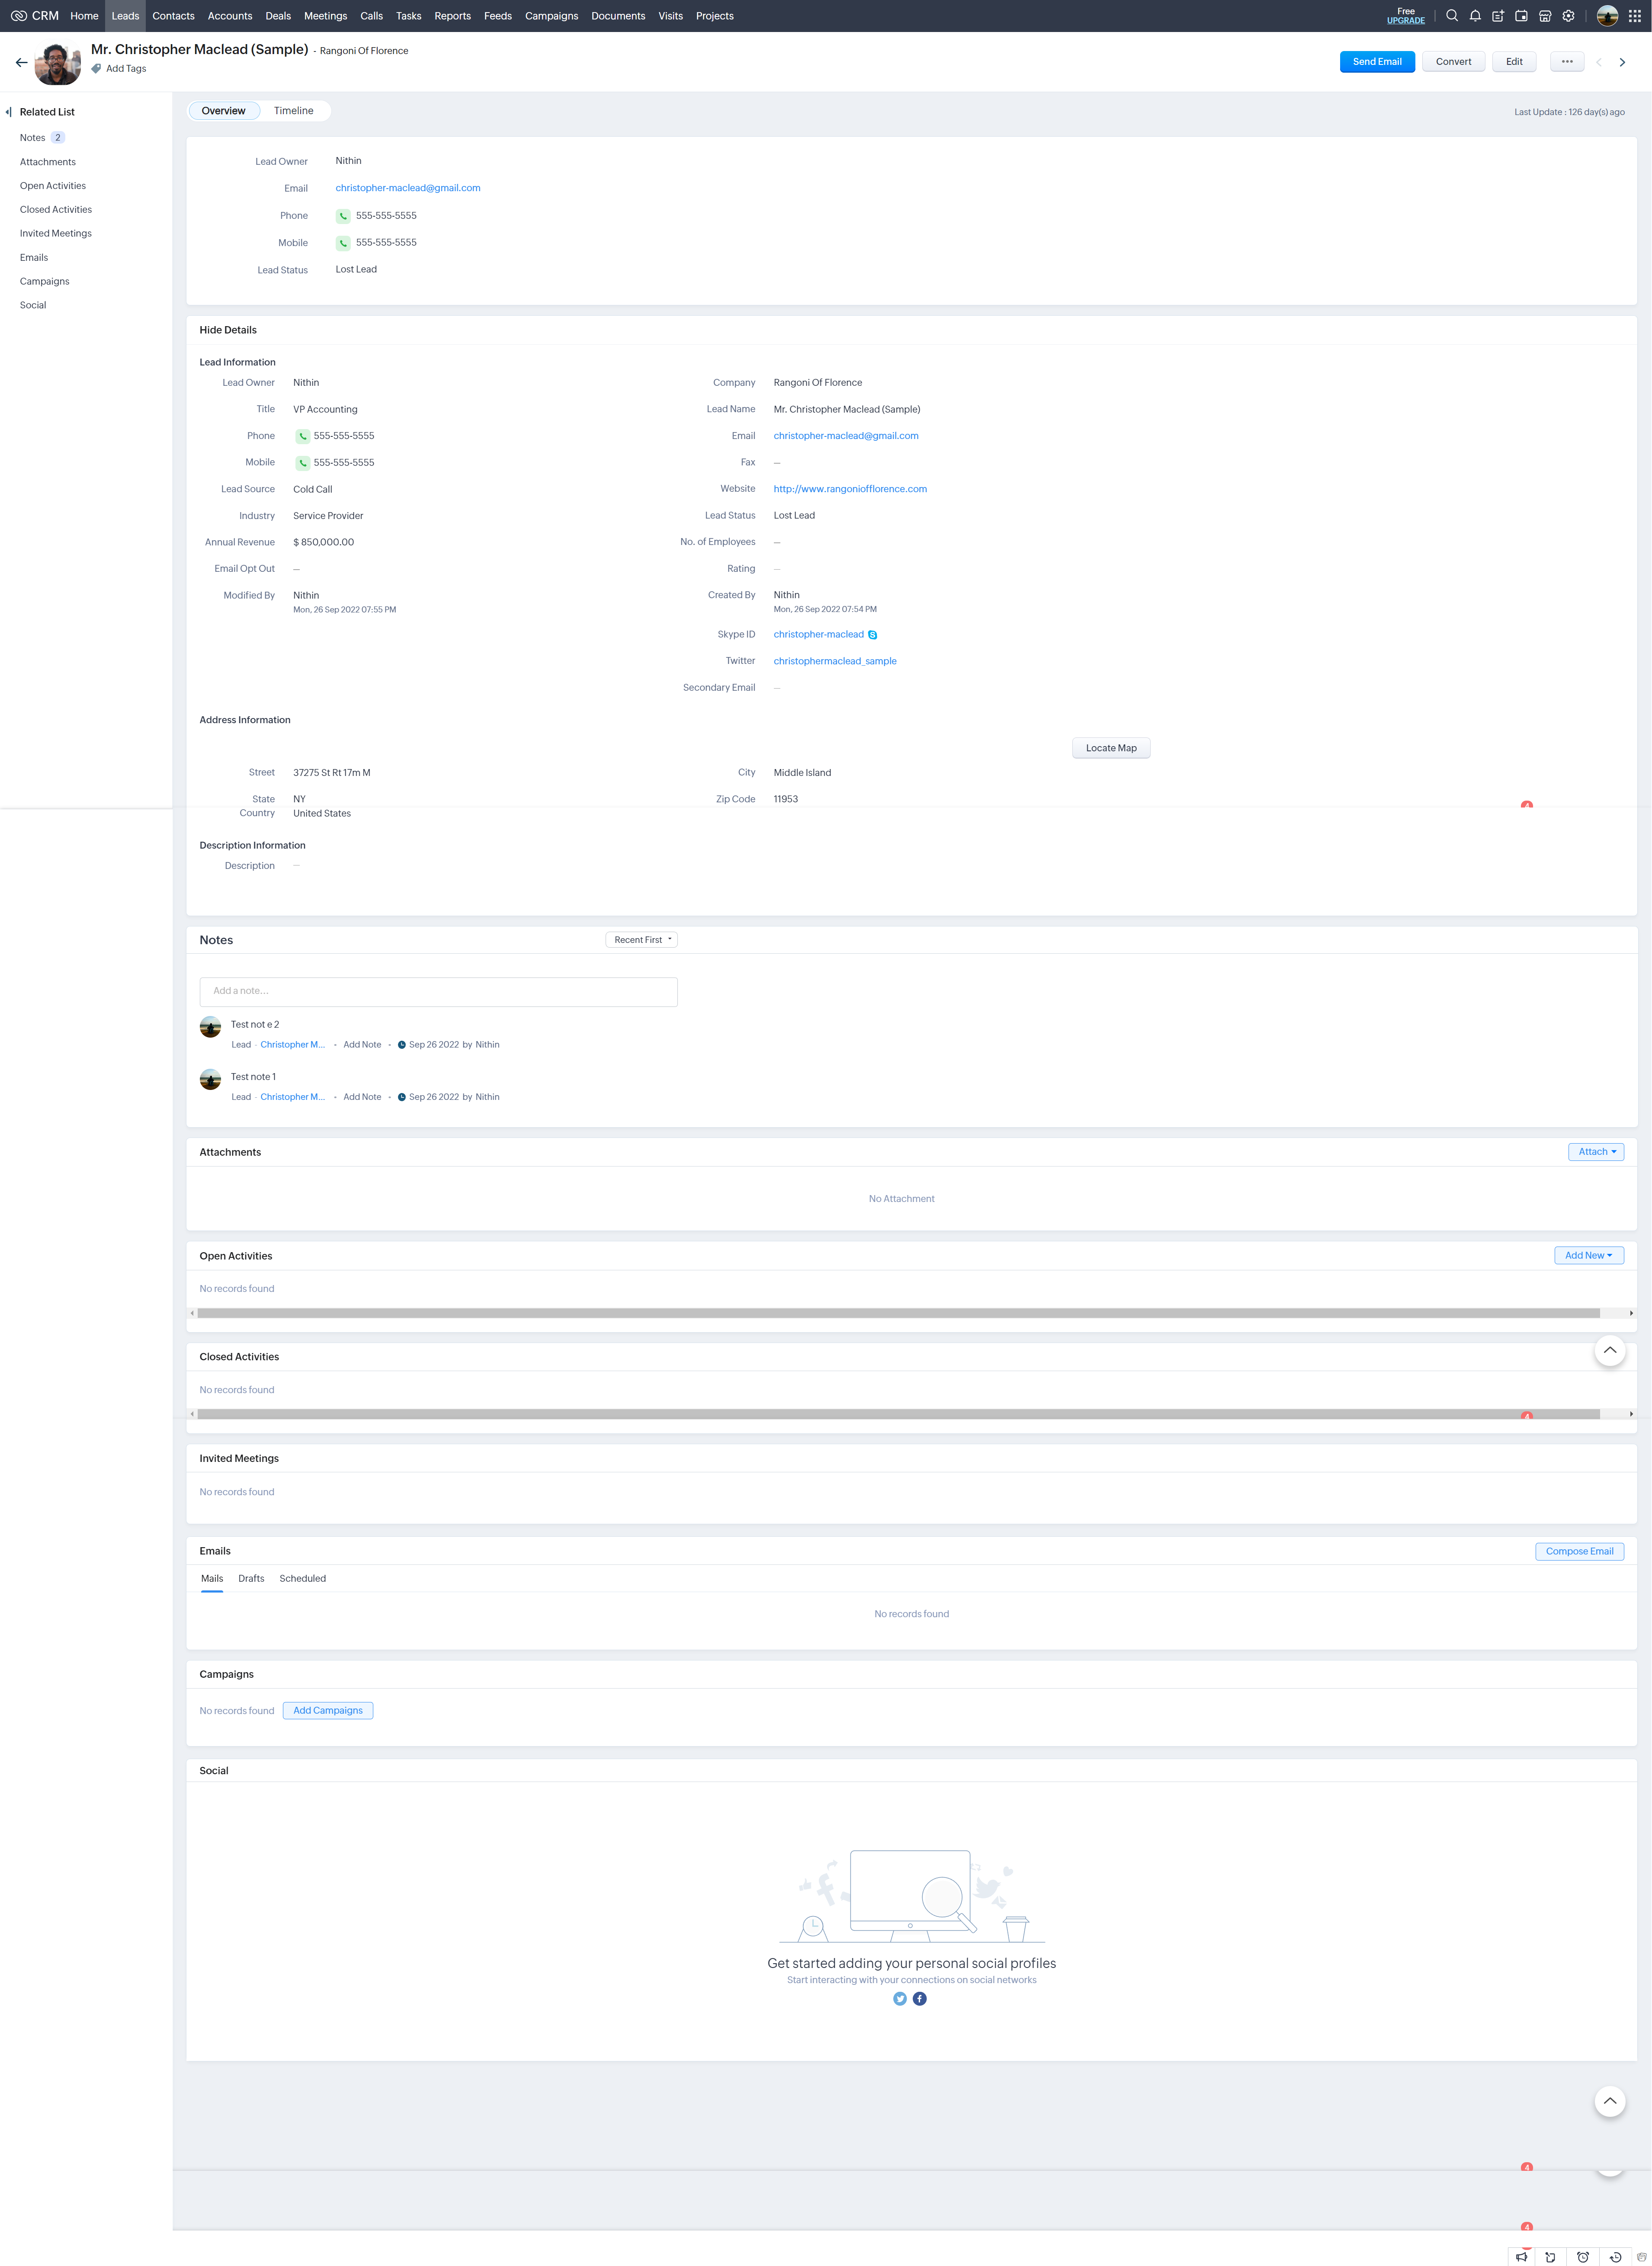 CRM Home Leads Contacts Accounts Deals Meetings Calls Tasks Reports Feeds Campaigns Documents Visits Projects Free UPGRADE
Mr. Christopher Maclead (Sample) - Rangoni Of Florence
Add Tags
Send Email Convert Edit
Related List
Notes 2
Attachments
Open Activities
Closed Activities
Invited Meetings
Emails
Campaigns
Social
Overview Timeline
Last Update : 126 day(s) ago
Lead Owner Nithin
Email christopher-maclead@gmail.com
Phone 555-555-5555
Mobile 555-555-5555
Lead Status Lost Lead
Hide Details
Lead Information
Lead Owner Nithin Company Rangoni Of Florence
Title VP Accounting Lead Name Mr. Christopher Maclead (Sample)
Phone 555-555-5555 Email christopher-maclead@gmail.com
Mobile 555-555-5555 Fax —
Lead Source Cold Call Website http://www.rangoniofflorence.com
Industry Service Provider Lead Status Lost Lead
Annual Revenue $ 850,000.00 No. of Employees —
Email Opt Out — Rating —
Modified By Nithin Created By Nithin
Mon, 26 Sep 2022 07:55 PM Mon, 26 Sep 2022 07:54 PM
Skype ID christopher-maclead
Twitter christophermaclead_sample
Secondary Email —
Address Information
Locate Map
Street 37275 St Rt 17m M City Middle Island
State NY Zip Code 11953
4
Country United States
Description Information
Description —
Notes Recent First
Add a note...
Test not e 2
Lead - Christopher M... • Add Note • Sep 26 2022 by Nithin
Test note 1
Lead - Christopher M... • Add Note • Sep 26 2022 by Nithin
Attachments Attach
No Attachment
Open Activities Add New
No records found
Closed Activities
No records found
4
Invited Meetings
No records found
Emails Compose Email
Mails Drafts Scheduled
No records found
Campaigns
No records found Add Campaigns
Social
Get started adding your personal social profiles
Start interacting with your connections on social networks
4
4